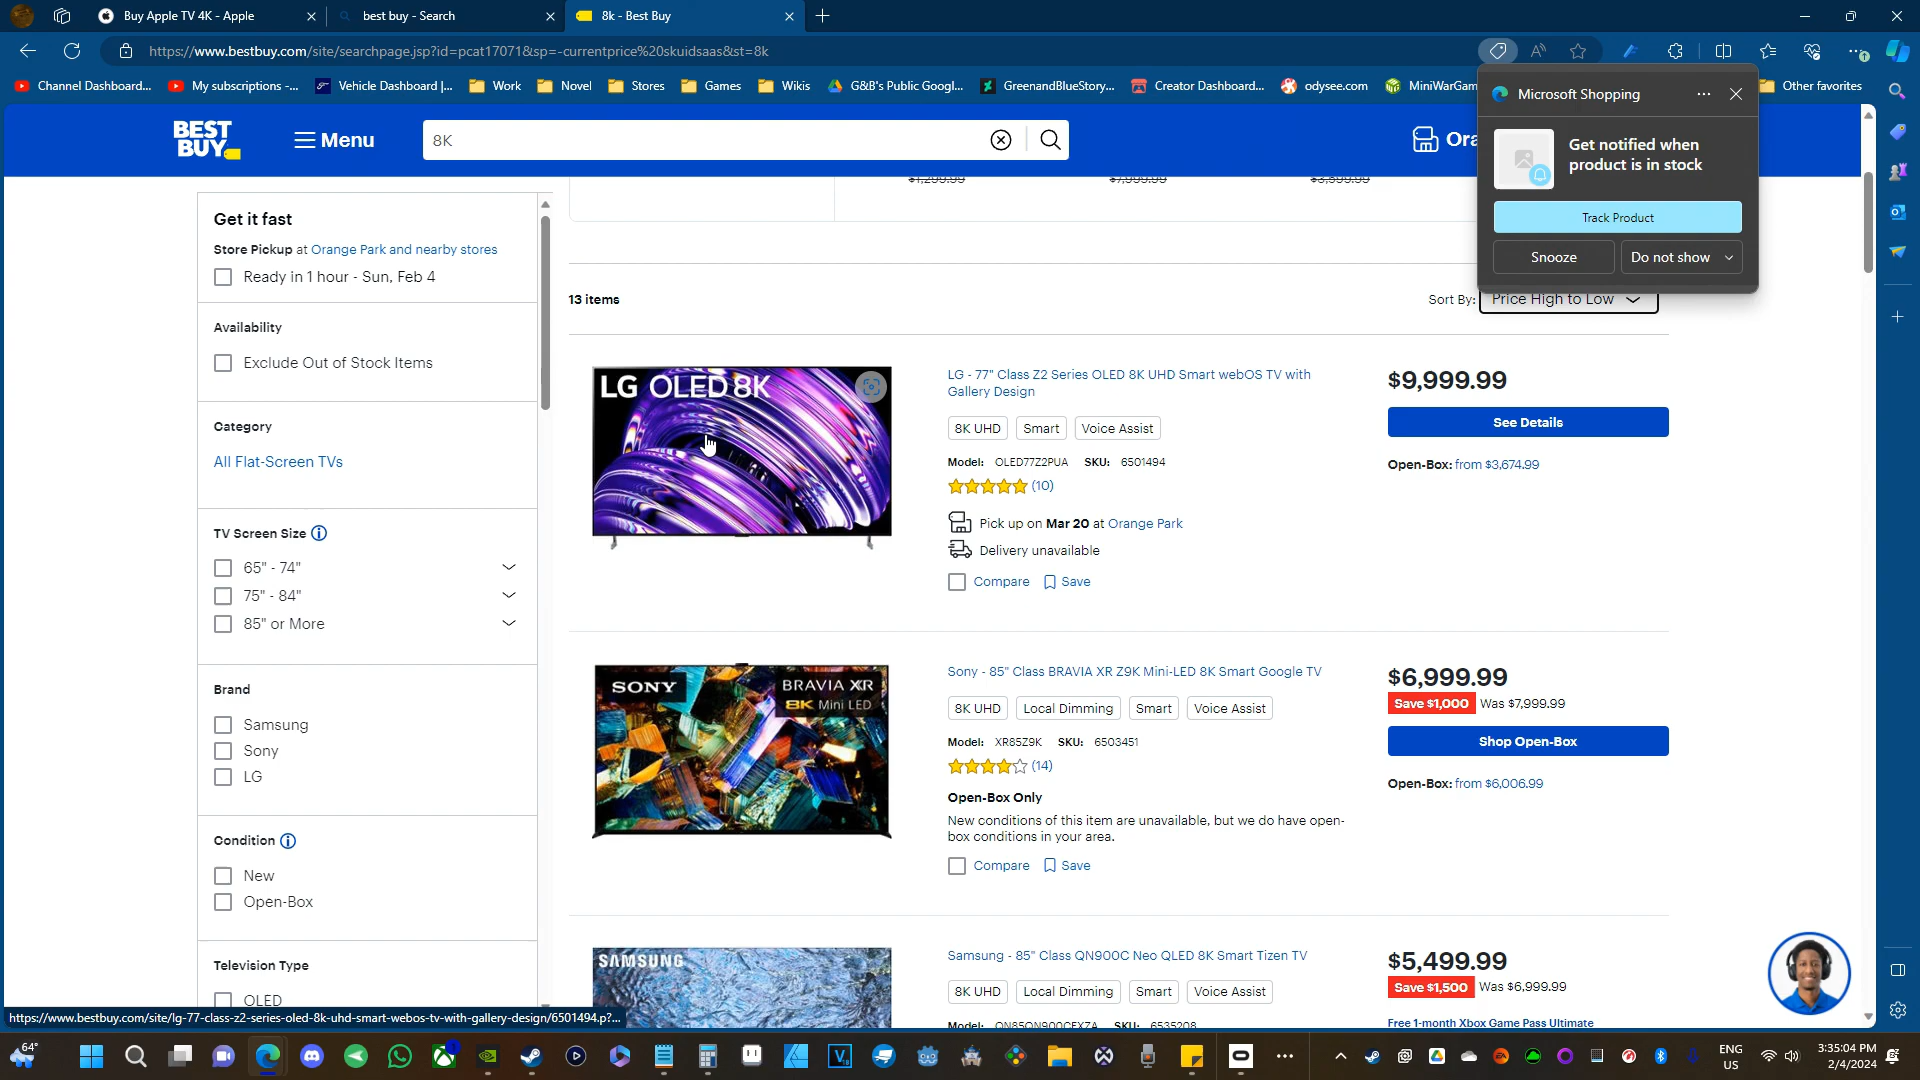 Buy Apple TV 4K - Apple
best buy - Search
8k - Best Buy
https://www.bestbuy.com/site/searchpage.jsp?id=pcat17071&sp=-currentprice%20skuidsaas&st=8k
Channel Dashboard...
My subscriptions -...
Vehicle Dashboard |...
Work
Novel
Stores
Games
Wikis
G&B's Public Googl...
GreenandBlueStory...
Creator Dashboard...
odysee.com
MiniWarGam
Other favorites
Microsoft Shopping
Get notified when
product is in stock
Track Product
Snooze
Do not show
BEST
BUY
Menu
8K
Ora
$1,299.99
$7,999.99
$3,599.99
Get it fast
Store Pickup at Orange Park and nearby stores
Ready in 1 hour - Sun, Feb 4
Availability
Exclude Out of Stock Items
Category
All Flat-Screen TVs
TV Screen Size
65" - 74"
75" - 84"
85" or More
Brand
Samsung
Sony
LG
Condition
New
Open-Box
Television Type
OLED
13 items
Sort By: Price High to Low
LG OLED 8K
LG - 77" Class Z2 Series OLED 8K UHD Smart webOS TV with
Gallery Design
8K UHD Smart Voice Assist
Model: OLED77Z2PUA SKU: 6501494
(10)
Pick up on Mar 20 at Orange Park
Delivery unavailable
Compare Save
$9,999.99
See Details
Open-Box: from $3,674.99
SONY
BRAVIA XR
8K Mini LED
Sony - 85" Class BRAVIA XR Z9K Mini-LED 8K Smart Google TV
8K UHD Local Dimming Smart Voice Assist
Model: XR85Z9K SKU: 6503451
(14)
Open-Box Only
New conditions of this item are unavailable, but we do have open-
box conditions in your area.
Compare Save
$6,999.99
Save $1,000 Was $7,999.99
Shop Open-Box
Open-Box: from $6,006.99
SAMSUNG
Samsung - 85" Class QN900C Neo QLED 8K Smart Tizen TV
8K UHD Local Dimming Smart Voice Assist
Model: QN85QN900CFXZA SKU: 6535208
$5,499.99
Save $1,500 Was $6,999.99
Free 1-month Xbox Game Pass Ultimate
https://www.bestbuy.com/site/lg-77-class-z2-series-oled-8k-uhd-smart-webos-tv-with-gallery-design/6501494.p?...
64°
ENG
US
3:35:04 PM
2/4/2024